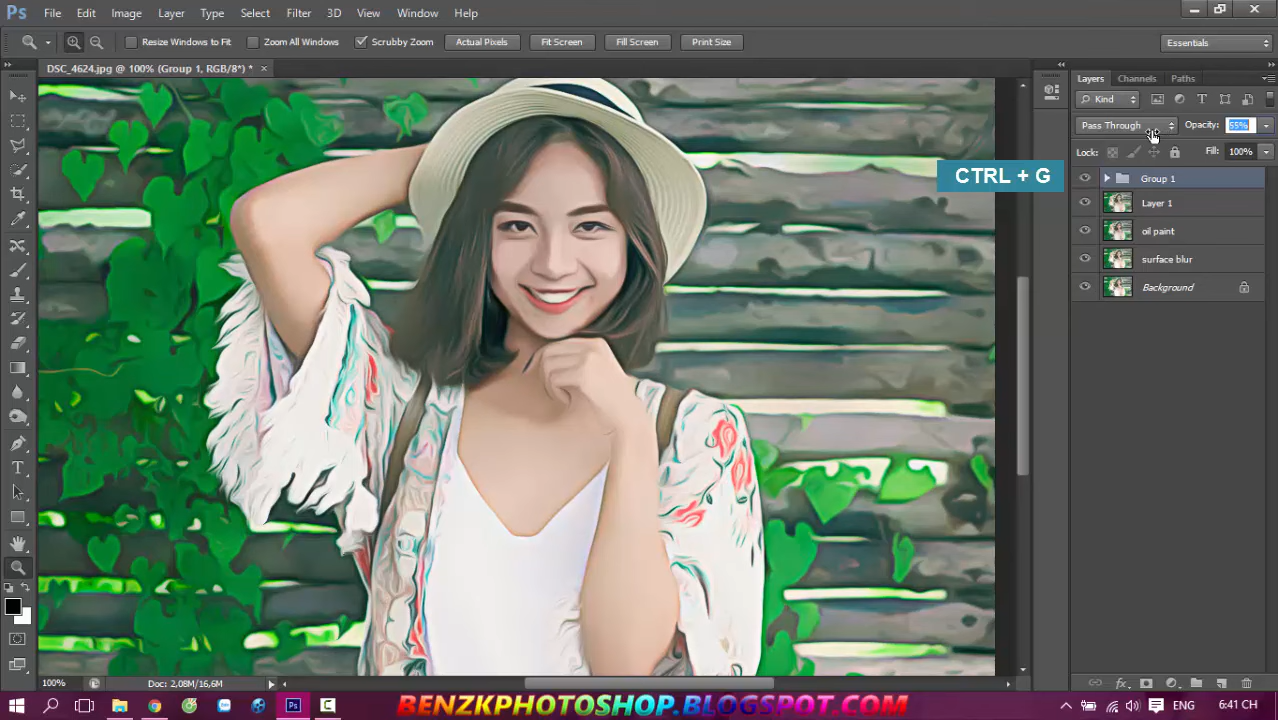 Ps File Edit Image Layer Type Select Filter 3D View Window Help
Resize Windows to Fit Zoom All Windows Scrubby Zoom Actual Pixels Fit Screen Fill Screen Print Size Essentials
DSC_4624.jpg @ 100% (Group 1, RGB/8*) * ×
Layers Channels Paths
Kind
Pass Through Opacity: 55%
Lock: Fill: 100%
CTRL + G
Group 1
Layer 1
oil paint
surface blur
Background
100% Doc: 2,08M/16,6M
BENZKPHOTOSHOP.BLOGSPOT.COM
ENG 6:41 CH